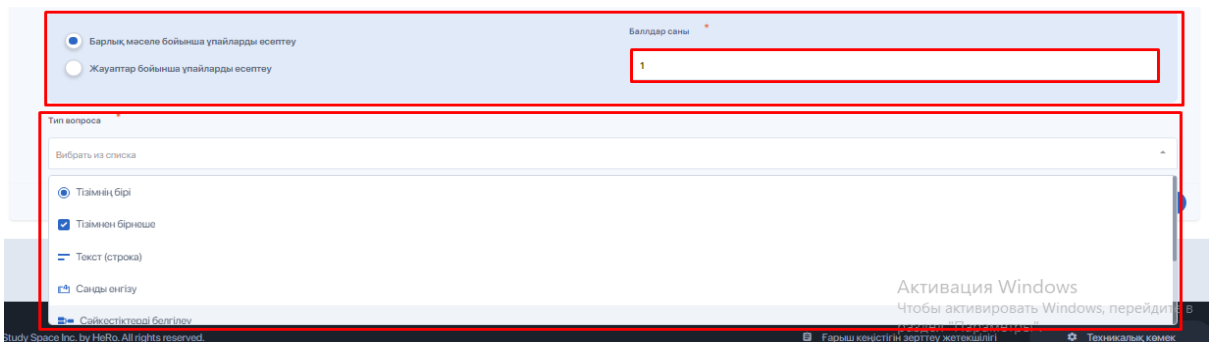 Барлық мәселе бойынша ұпайларды есептеу
Жауаптар бойынша ұпайларды есептеу
Баллдар саны *
1
Тип вопроса *
Вибрать из списка
Тізімнің бірі
Тізімнен бірнеше
Текст (строка)
Санды енгізу
Сәйкестіктерді белгілеу
Активация Windows
Чтобы активировать Windows, перейдите в
раздел "Параметры".
Study Space Inc. by HeRo. All rights reserved.
Ғарыш кеңістігін зерттеу жетекшілігі
Техникалық көмек